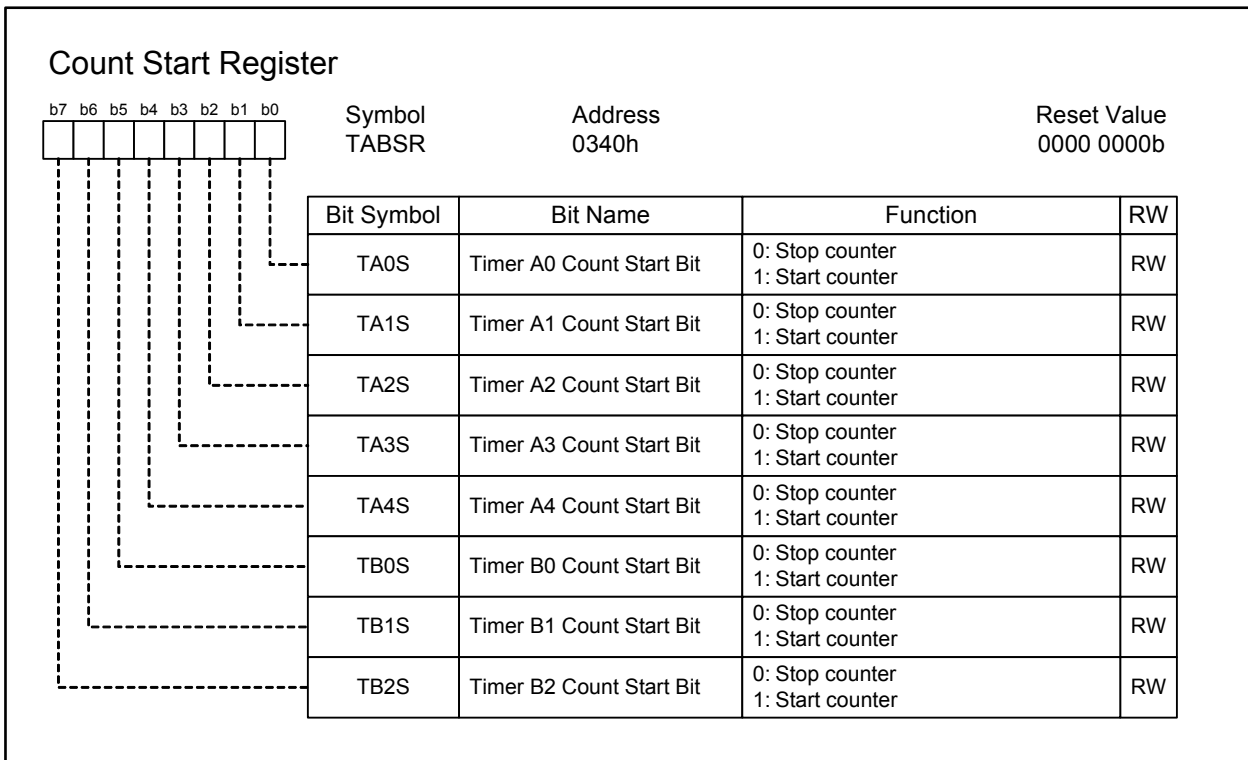 Count Start Register
b7 b6 b5 b4 b3 b2 b1 b0
Symbol Address Reset Value
TABSR 0340h 0000 0000b
Bit Symbol Bit Name Function RW
TA0S Timer A0 Count Start Bit 0: Stop counter
1: Start counter RW
TA1S Timer A1 Count Start Bit 0: Stop counter
1: Start counter RW
TA2S Timer A2 Count Start Bit 0: Stop counter
1: Start counter RW
TA3S Timer A3 Count Start Bit 0: Stop counter
1: Start counter RW
TA4S Timer A4 Count Start Bit 0: Stop counter
1: Start counter RW
TB0S Timer B0 Count Start Bit 0: Stop counter
1: Start counter RW
TB1S Timer B1 Count Start Bit 0: Stop counter
1: Start counter RW
TB2S Timer B2 Count Start Bit 0: Stop counter
1: Start counter RW